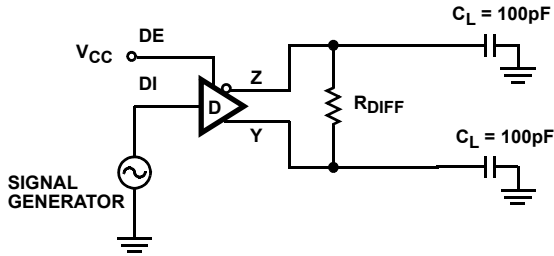 C_L = 100pF
DE
V_CC
DI
Z
D
R_DIFF
Y
C_L = 100pF
SIGNAL
GENERATOR